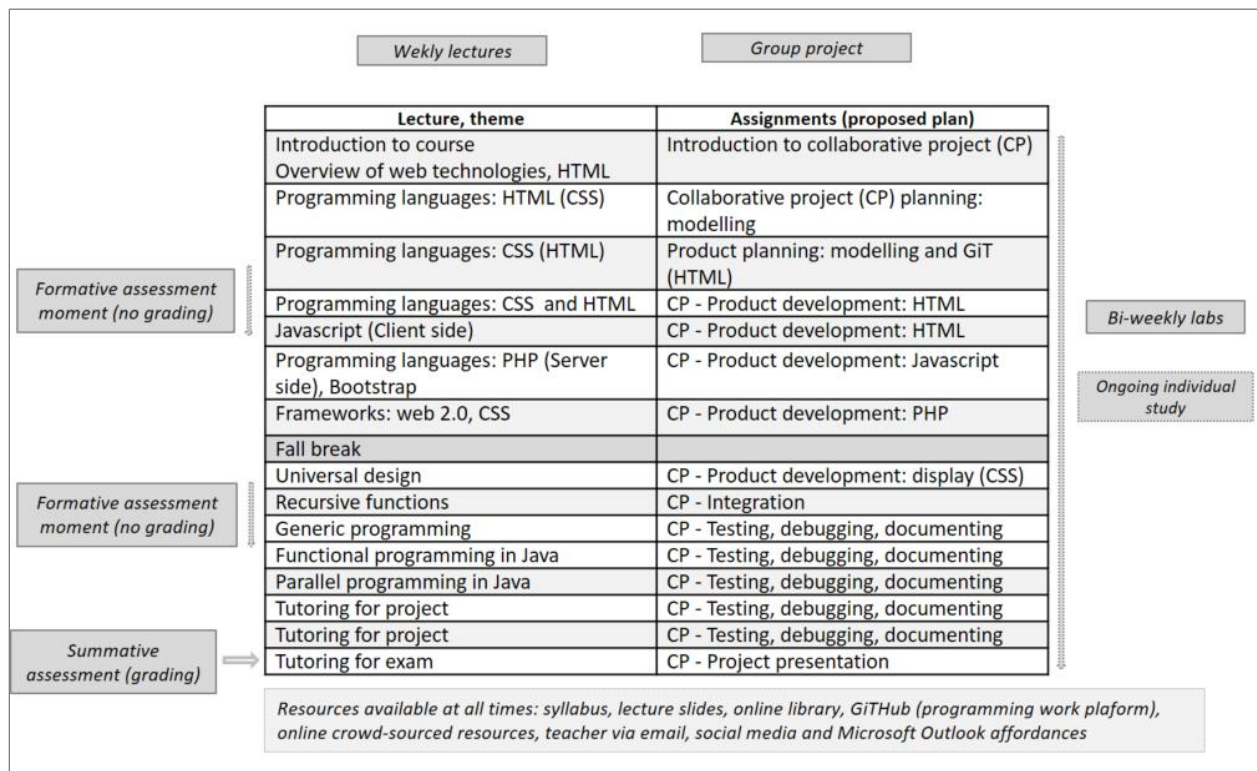 Wekly lectures
Group project
Lecture, theme
Assignments (proposed plan)
Introduction to course
Overview of web technologies, HTML
Introduction to collaborative project (CP)
Programming languages: HTML (CSS)
Collaborative project (CP) planning:
modelling
Programming languages: CSS (HTML)
Product planning: modelling and GiT
(HTML)
Programming languages: CSS and HTML
CP - Product development: HTML
Javascript (Client side)
CP - Product development: HTML
Programming languages: PHP (Server
side), Bootstrap
CP - Product development: Javascript
Frameworks: web 2.0, CSS
CP - Product development: PHP
Fall break
Universal design
CP - Product development: display (CSS)
Recursive functions
CP - Integration
Generic programming
CP - Testing, debugging, documenting
Functional programming in Java
CP - Testing, debugging, documenting
Parallel programming in Java
CP - Testing, debugging, documenting
Tutoring for project
CP - Testing, debugging, documenting
Tutoring for project
CP - Testing, debugging, documenting
Tutoring for exam
CP - Project presentation
Formative assessment
moment (no grading)
Formative assessment
moment (no grading)
Summative
assessment (grading)
Bi-weekly labs
Ongoing individual
study
Resources available at all times: syllabus, lecture slides, online library, GiTHub (programming work plaform),
online crowd-sourced resources, teacher via email, social media and Microsoft Outlook affordances